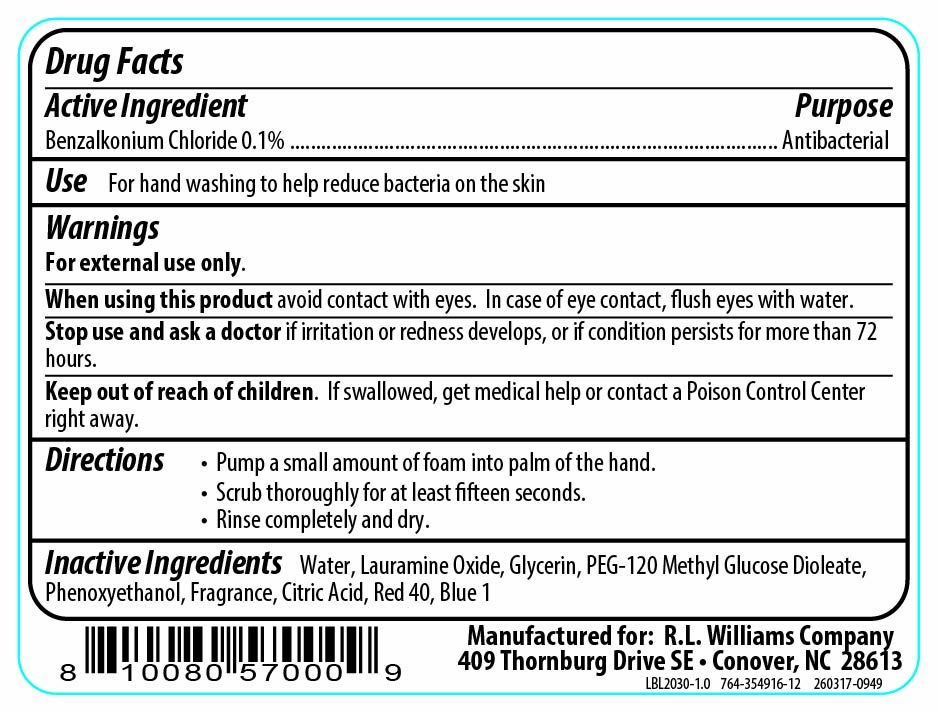 Drug Facts
Active Ingredient Purpose
Benzalkonium Chloride 0.1% ............................................................................................. Antibacterial
Use For hand washing to help reduce bacteria on the skin
Warnings
For external use only.
When using this product avoid contact with eyes. In case of eye contact, flush eyes with water.
Stop use and ask a doctor if irritation or redness develops, or if condition persists for more than 72
hours.
Keep out of reach of children. If swallowed, get medical help or contact a Poison Control Center
right away.
Directions • Pump a small amount of foam into palm of the hand.
• Scrub thoroughly for at least fifteen seconds.
• Rinse completely and dry.
Inactive Ingredients Water, Lauramine Oxide, Glycerin, PEG-120 Methyl Glucose Dioleate,
Phenoxyethanol, Fragrance, Citric Acid, Red 40, Blue 1
8 10080 57000 9
Manufactured for: R.L. Williams Company
409 Thornburg Drive SE • Conover, NC 28613
LBL2030-1.0 764-354916-12 260317-0949